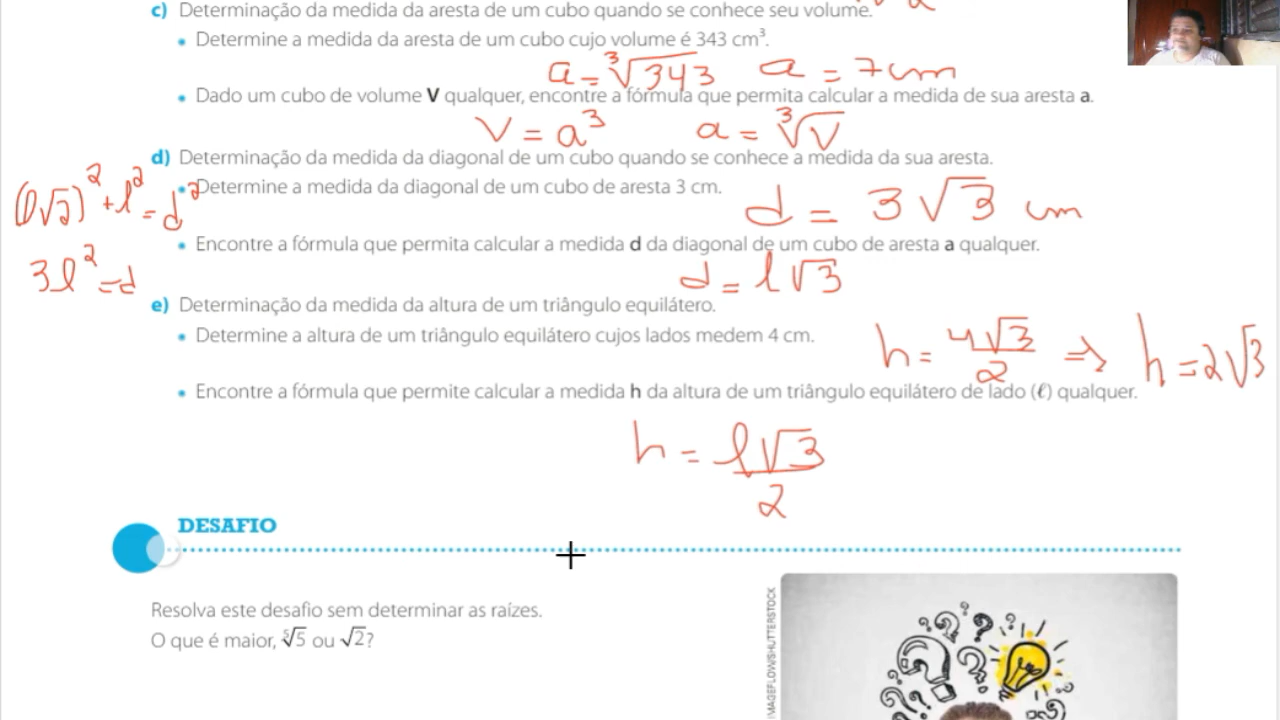 c) Determinação da medida da aresta de um cubo quando se conhece seu volume.
• Determine a medida da aresta de um cubo cujo volume é 343 cm³.
a = ∛343 a = 7 cm
• Dado um cubo de volume V qualquer, encontre a fórmula que permita calcular a medida de sua aresta a.
V = a³ a = ∛V
d) Determinação da medida da diagonal de um cubo quando se conhece a medida da sua aresta.
• Determine a medida da diagonal de um cubo de aresta 3 cm.
(l√2)² + l² = d²
d = 3√3 cm
• Encontre a fórmula que permita calcular a medida d da diagonal de um cubo de aresta a qualquer.
3l² = d
d = l√3
e) Determinação da medida da altura de um triângulo equilátero.
• Determine a altura de um triângulo equilátero cujos lados medem 4 cm.
h = 4√3/2 ⇒ h = 2√3
• Encontre a fórmula que permite calcular a medida h da altura de um triângulo equilátero de lado (ℓ) qualquer.
h = l√3/2
DESAFIO
Resolva este desafio sem determinar as raízes.
O que é maior, ⁵√5 ou √2?
IMAGEFLOW/SHUTTERSTOCK